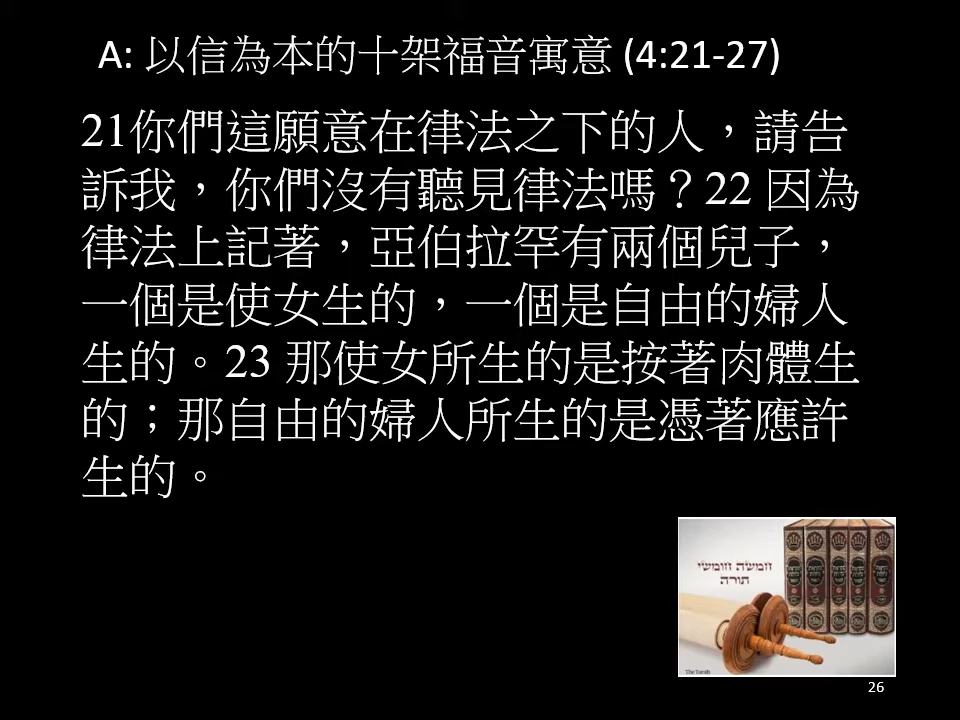 A: 以信為本的十架福音寓意 (4:21-27)
21你們這願意在律法之下的人，請告
訴我，你們沒有聽見律法嗎？22 因為
律法上記著，亞伯拉罕有兩個兒子，
一個是使女生的，一個是自由的婦人
生的。23 那使女所生的是按著肉體生
的；那自由的婦人所生的是憑著應許
生的。
חמשה חומשי
תורה
The Torah
26